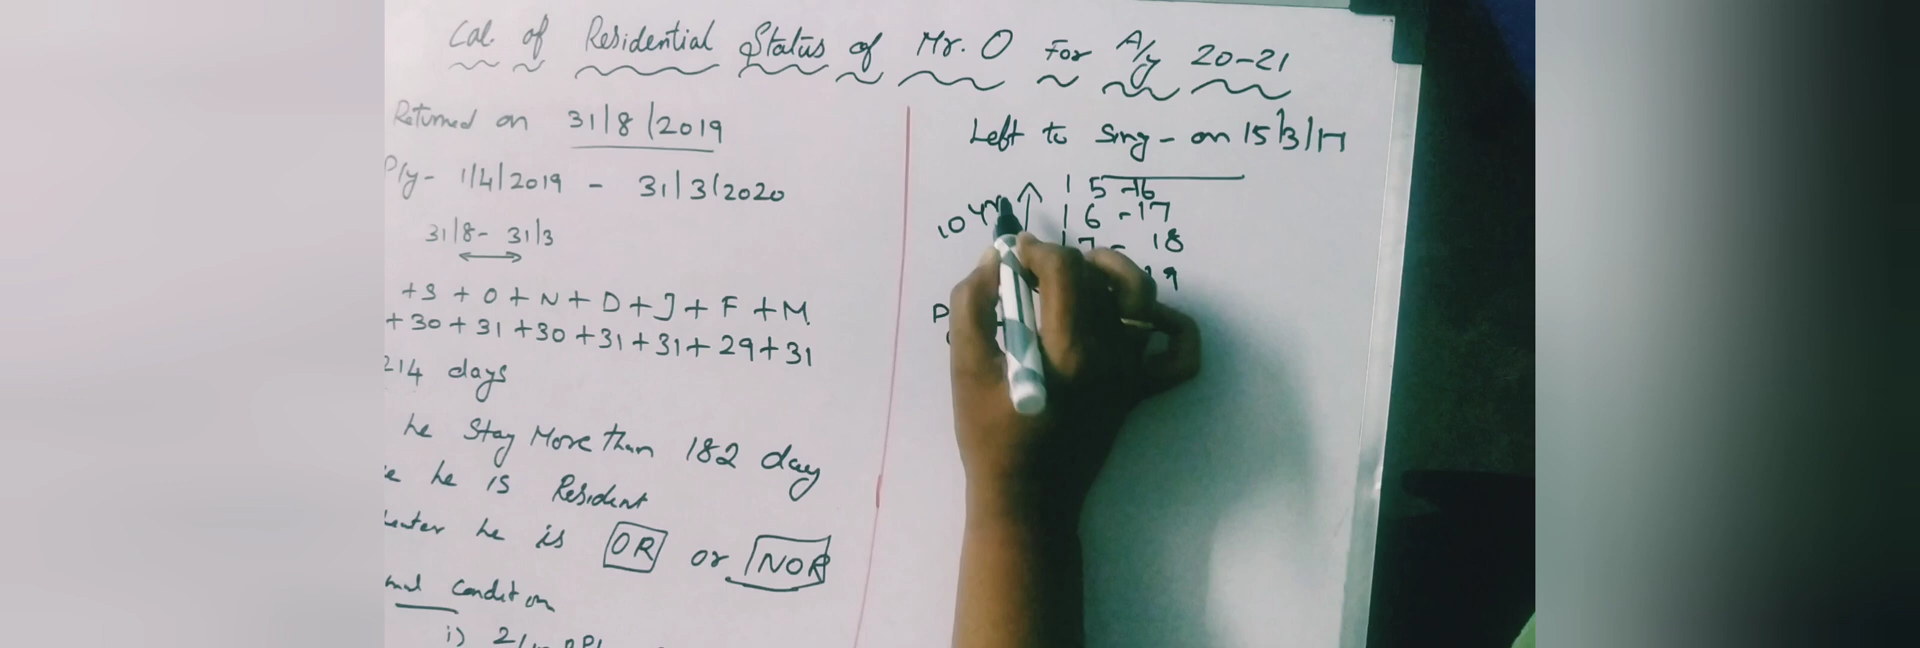 Cal of Residential Status of Mr. O For A/y 20-21
Returned on 31/8/2019
P/y- 1/4/2019 - 31/3/2020
31/8- 31/3
+S + O + N + D + J + F + M
+30+31+30+31+31+29+31
214 days
he Stay More Than 182 day
he is Resident
he is OR or NOR
Condition
i) 2/
Left to Sing- on 15/3/17
10 yrs
15-16
16-17
17-18
19